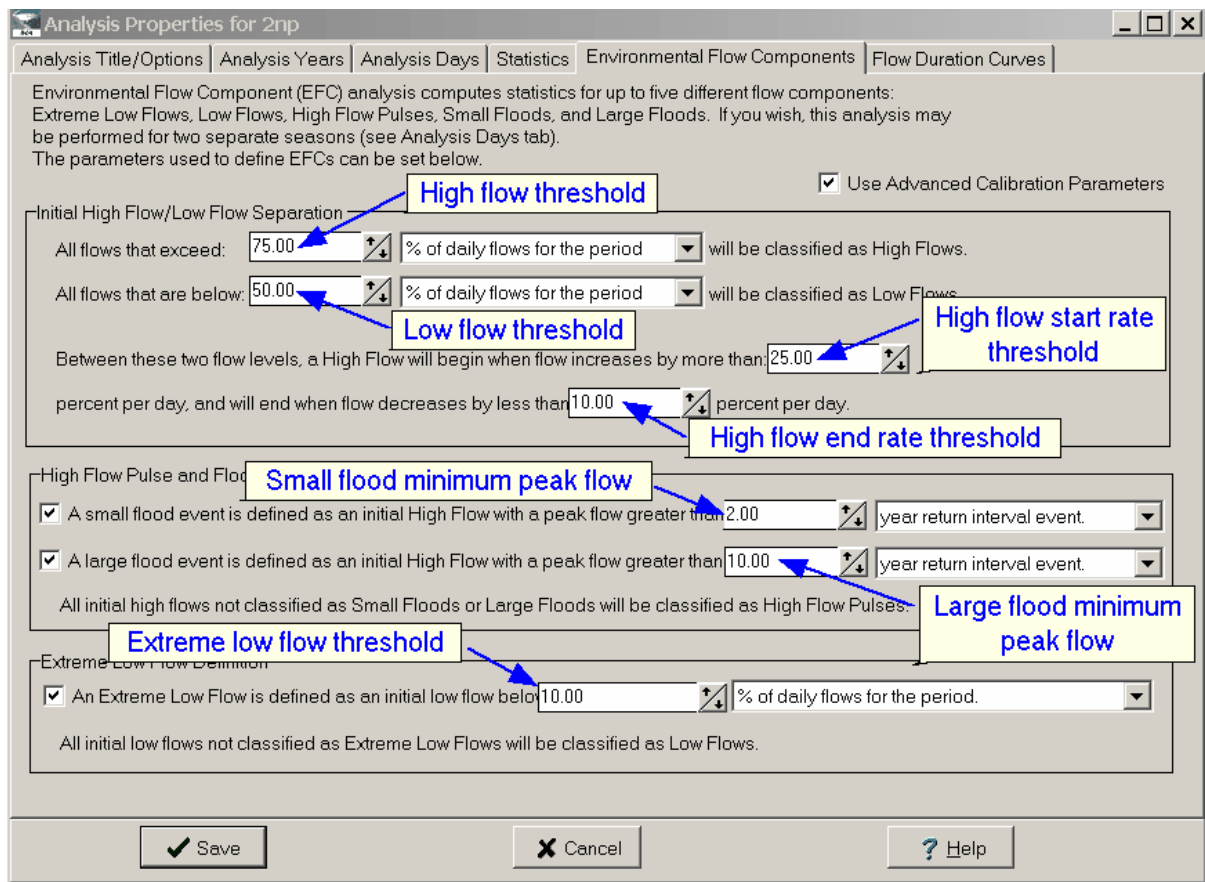 Analysis Properties for 2np
Analysis Title/Options
Analysis Years
Analysis Days
Statistics
Environmental Flow Components
Flow Duration Curves
Environmental Flow Component (EFC) analysis computes statistics for up to five different flow components:
Extreme Low Flows, Low Flows, High Flow Pulses, Small Floods, and Large Floods. If you wish, this analysis may
be performed for two separate seasons (see Analysis Days tab).
The parameters used to define EFCs can be set below.
Use Advanced Calibration Parameters
High flow threshold
Initial High Flow/Low Flow Separation
All flows that exceed: 75.00 % of daily flows for the period will be classified as High Flows.
All flows that are below: 50.00 % of daily flows for the period will be classified as Low Flows
Low flow threshold
High flow start rate
threshold
Between these two flow levels, a High Flow will begin when flow increases by more than: 25.00
percent per day, and will end when flow decreases by less than 10.00 percent per day.
High flow end rate threshold
High Flow Pulse and
Small flood minimum peak flow
A small flood event is defined as an initial High Flow with a peak flow greater than 2.00 year return interval event.
A large flood event is defined as an initial High Flow with a peak flow greater than 10.00 year return interval event.
All initial high flows not classified as Small Floods or Large Floods will be classified as High Flow Pulses.
Large flood minimum
peak flow
Extreme low flow threshold
Extreme Low Flow Definition
An Extreme Low Flow is defined as an initial low flow below 10.00 % of daily flows for the period.
All initial low flows not classified as Extreme Low Flows will be classified as Low Flows.
Save
Cancel
? Help